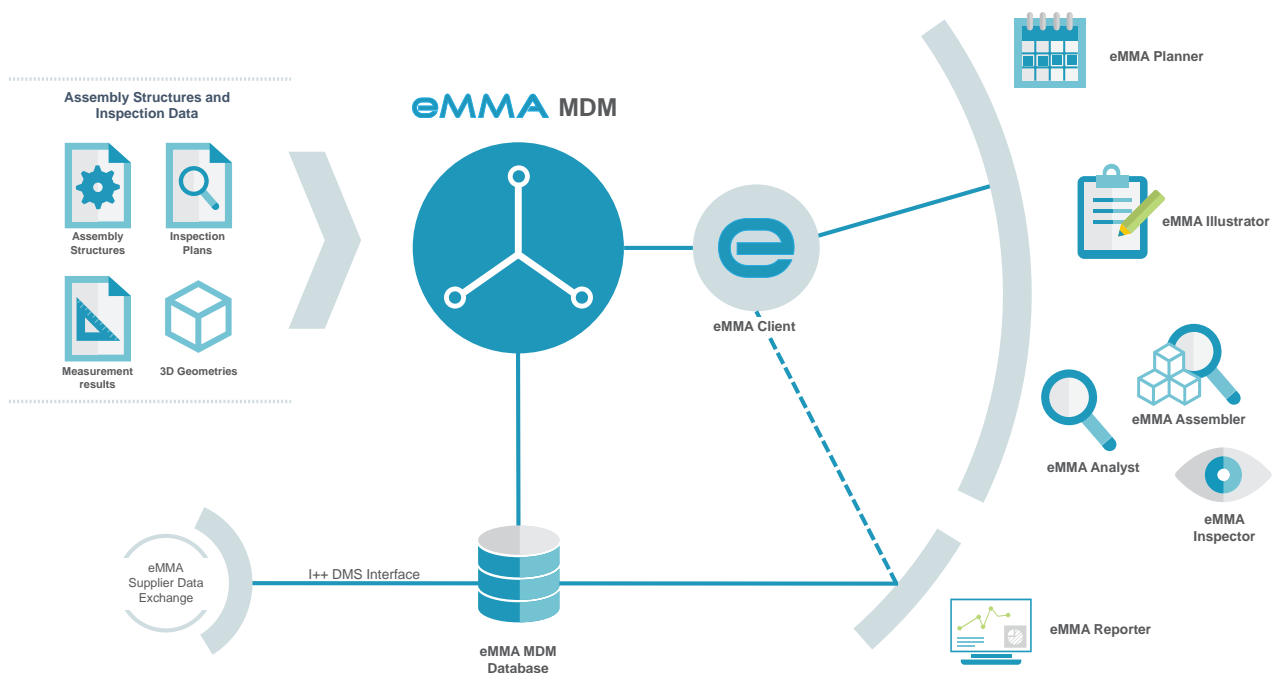 Assembly Structures and
Inspection Data
Assembly
Structures
Inspection
Plans
Measurement
results
3D Geometries
eMMA MDM
eMMA Client
eMMA Planner
eMMA Illustrator
eMMA Assembler
eMMA Analyst
eMMA
Inspector
eMMA
Supplier Data
Exchange
I++ DMS Interface
eMMA MDM
Database
eMMA Reporter